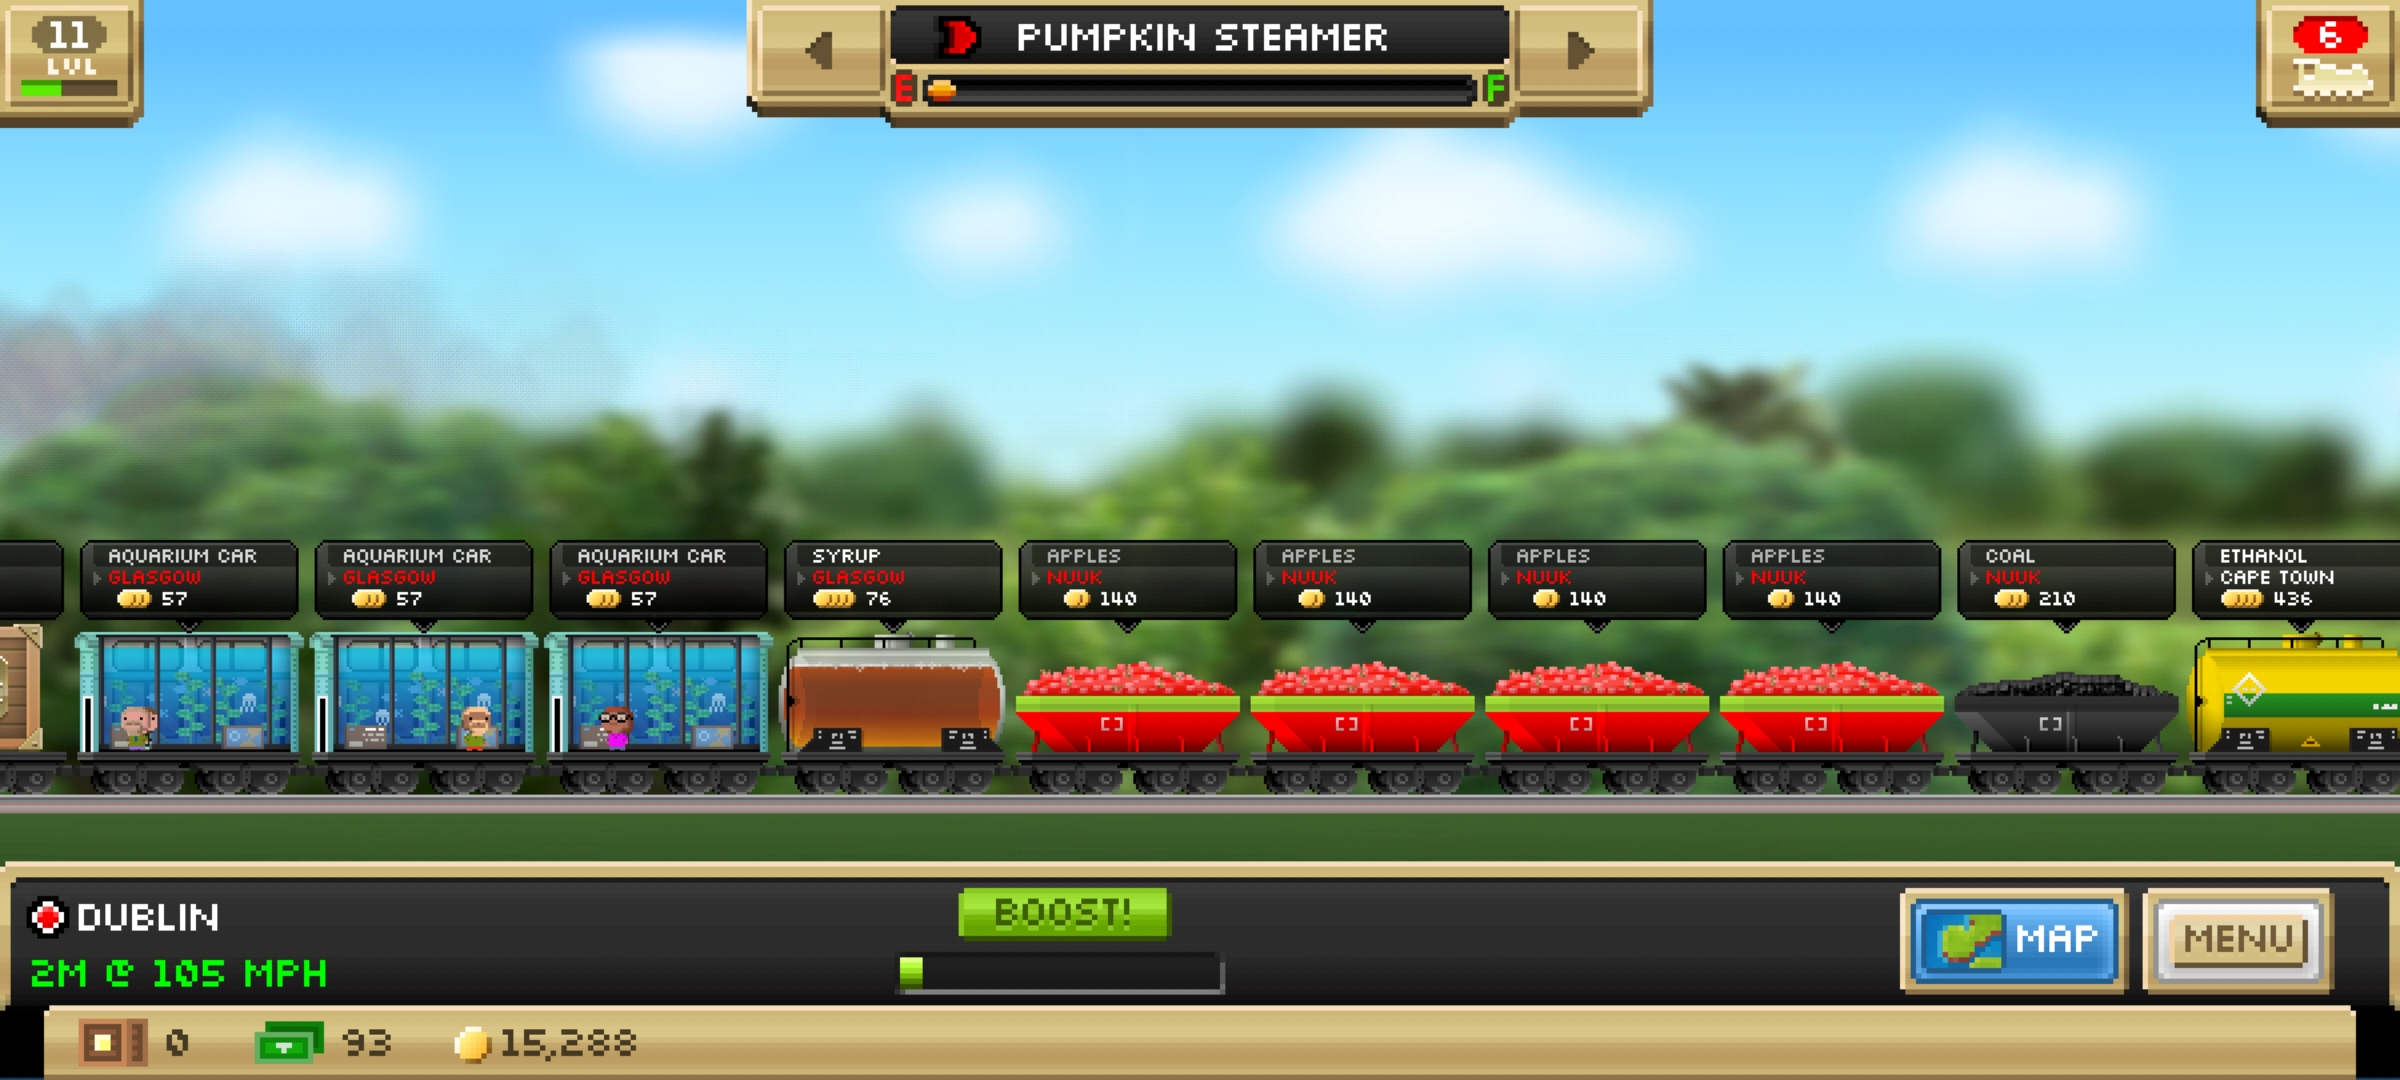 11
LVL
PUMPKIN STEAMER
E
F
6
AQUARIUM CAR
GLASGOW
57
AQUARIUM CAR
GLASGOW
57
AQUARIUM CAR
GLASGOW
57
SYRUP
GLASGOW
76
APPLES
NUUK
140
APPLES
NUUK
140
APPLES
NUUK
140
APPLES
NUUK
140
COAL
NUUK
210
ETHANOL
CAPE TOWN
436
DUBLIN
2M @ 105 MPH
BOOST!
MAP
MENU
0
93
15,288